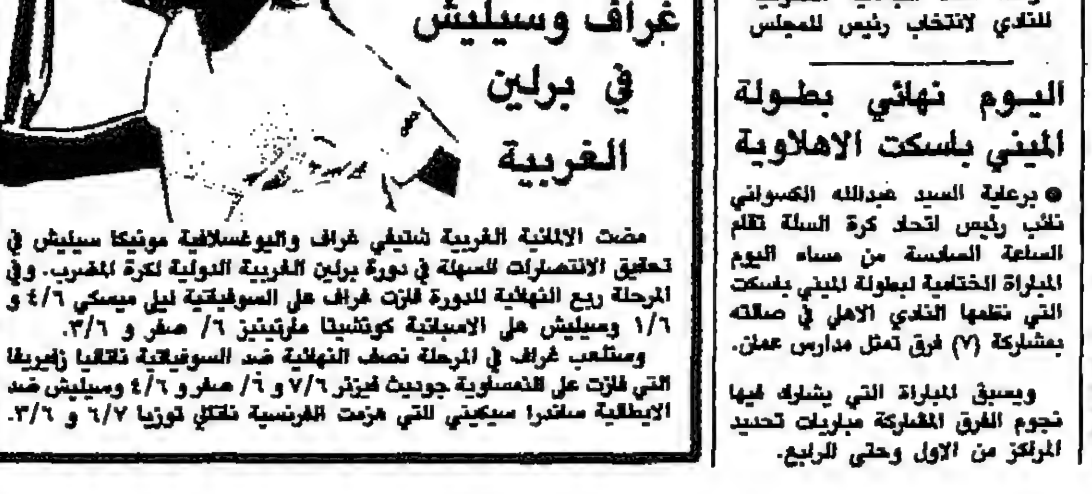 للنادي لانتخاب رئيس للمجلس
اليـوم نهائي بطـولة
الميني باسكت الاهلاوية
● برعاية السيد عبدالله الكسواني
نائب رئيس اتحاد كرة السلة تقام
الساعة السادسة من مساء اليوم
المباراة الختامية لبطولة الميني باسكت
التي ينظمها النادي الاهلي في صالته
بمشاركة (٧) فرق تمثل مدارس عمان.
ويسبق المباراة التي يشارك فيها
نجوم الفرق المشاركة مباريات تحديد
المراكز من الاول وحتى الرابع.
غراف وسيليش
في برلين
الغربية
مضت الالمانية الغربية شتيفي غراف واليوغسلافية مونيكا سيليش في
تحقيق الانتصارات السهلة في دورة برلين الغربية الدولية لكرة المضرب. وفي
المرحلة ربع النهائية للدورة فازت غراف على السوفياتية ليلى ميسكي ٤/٦ و
١/٦ وسيليش على الاسبانية كونتشيتا مارتينيز ٦/ صفر و ٣/٦.
وستلعب غراف في المرحلة نصف النهائية ضد السوفياتية ناتاليا زفيريفا
التي فازت على النمساوية جوديث فيزنر ٧/٦ و ٦/ صفر و ٤/٦ وسيليش ضد
الايطالية ساندرا سيكيني التي هزمت الفرنسية ناتالي توزيا ٦/٧ و ٣/٦.